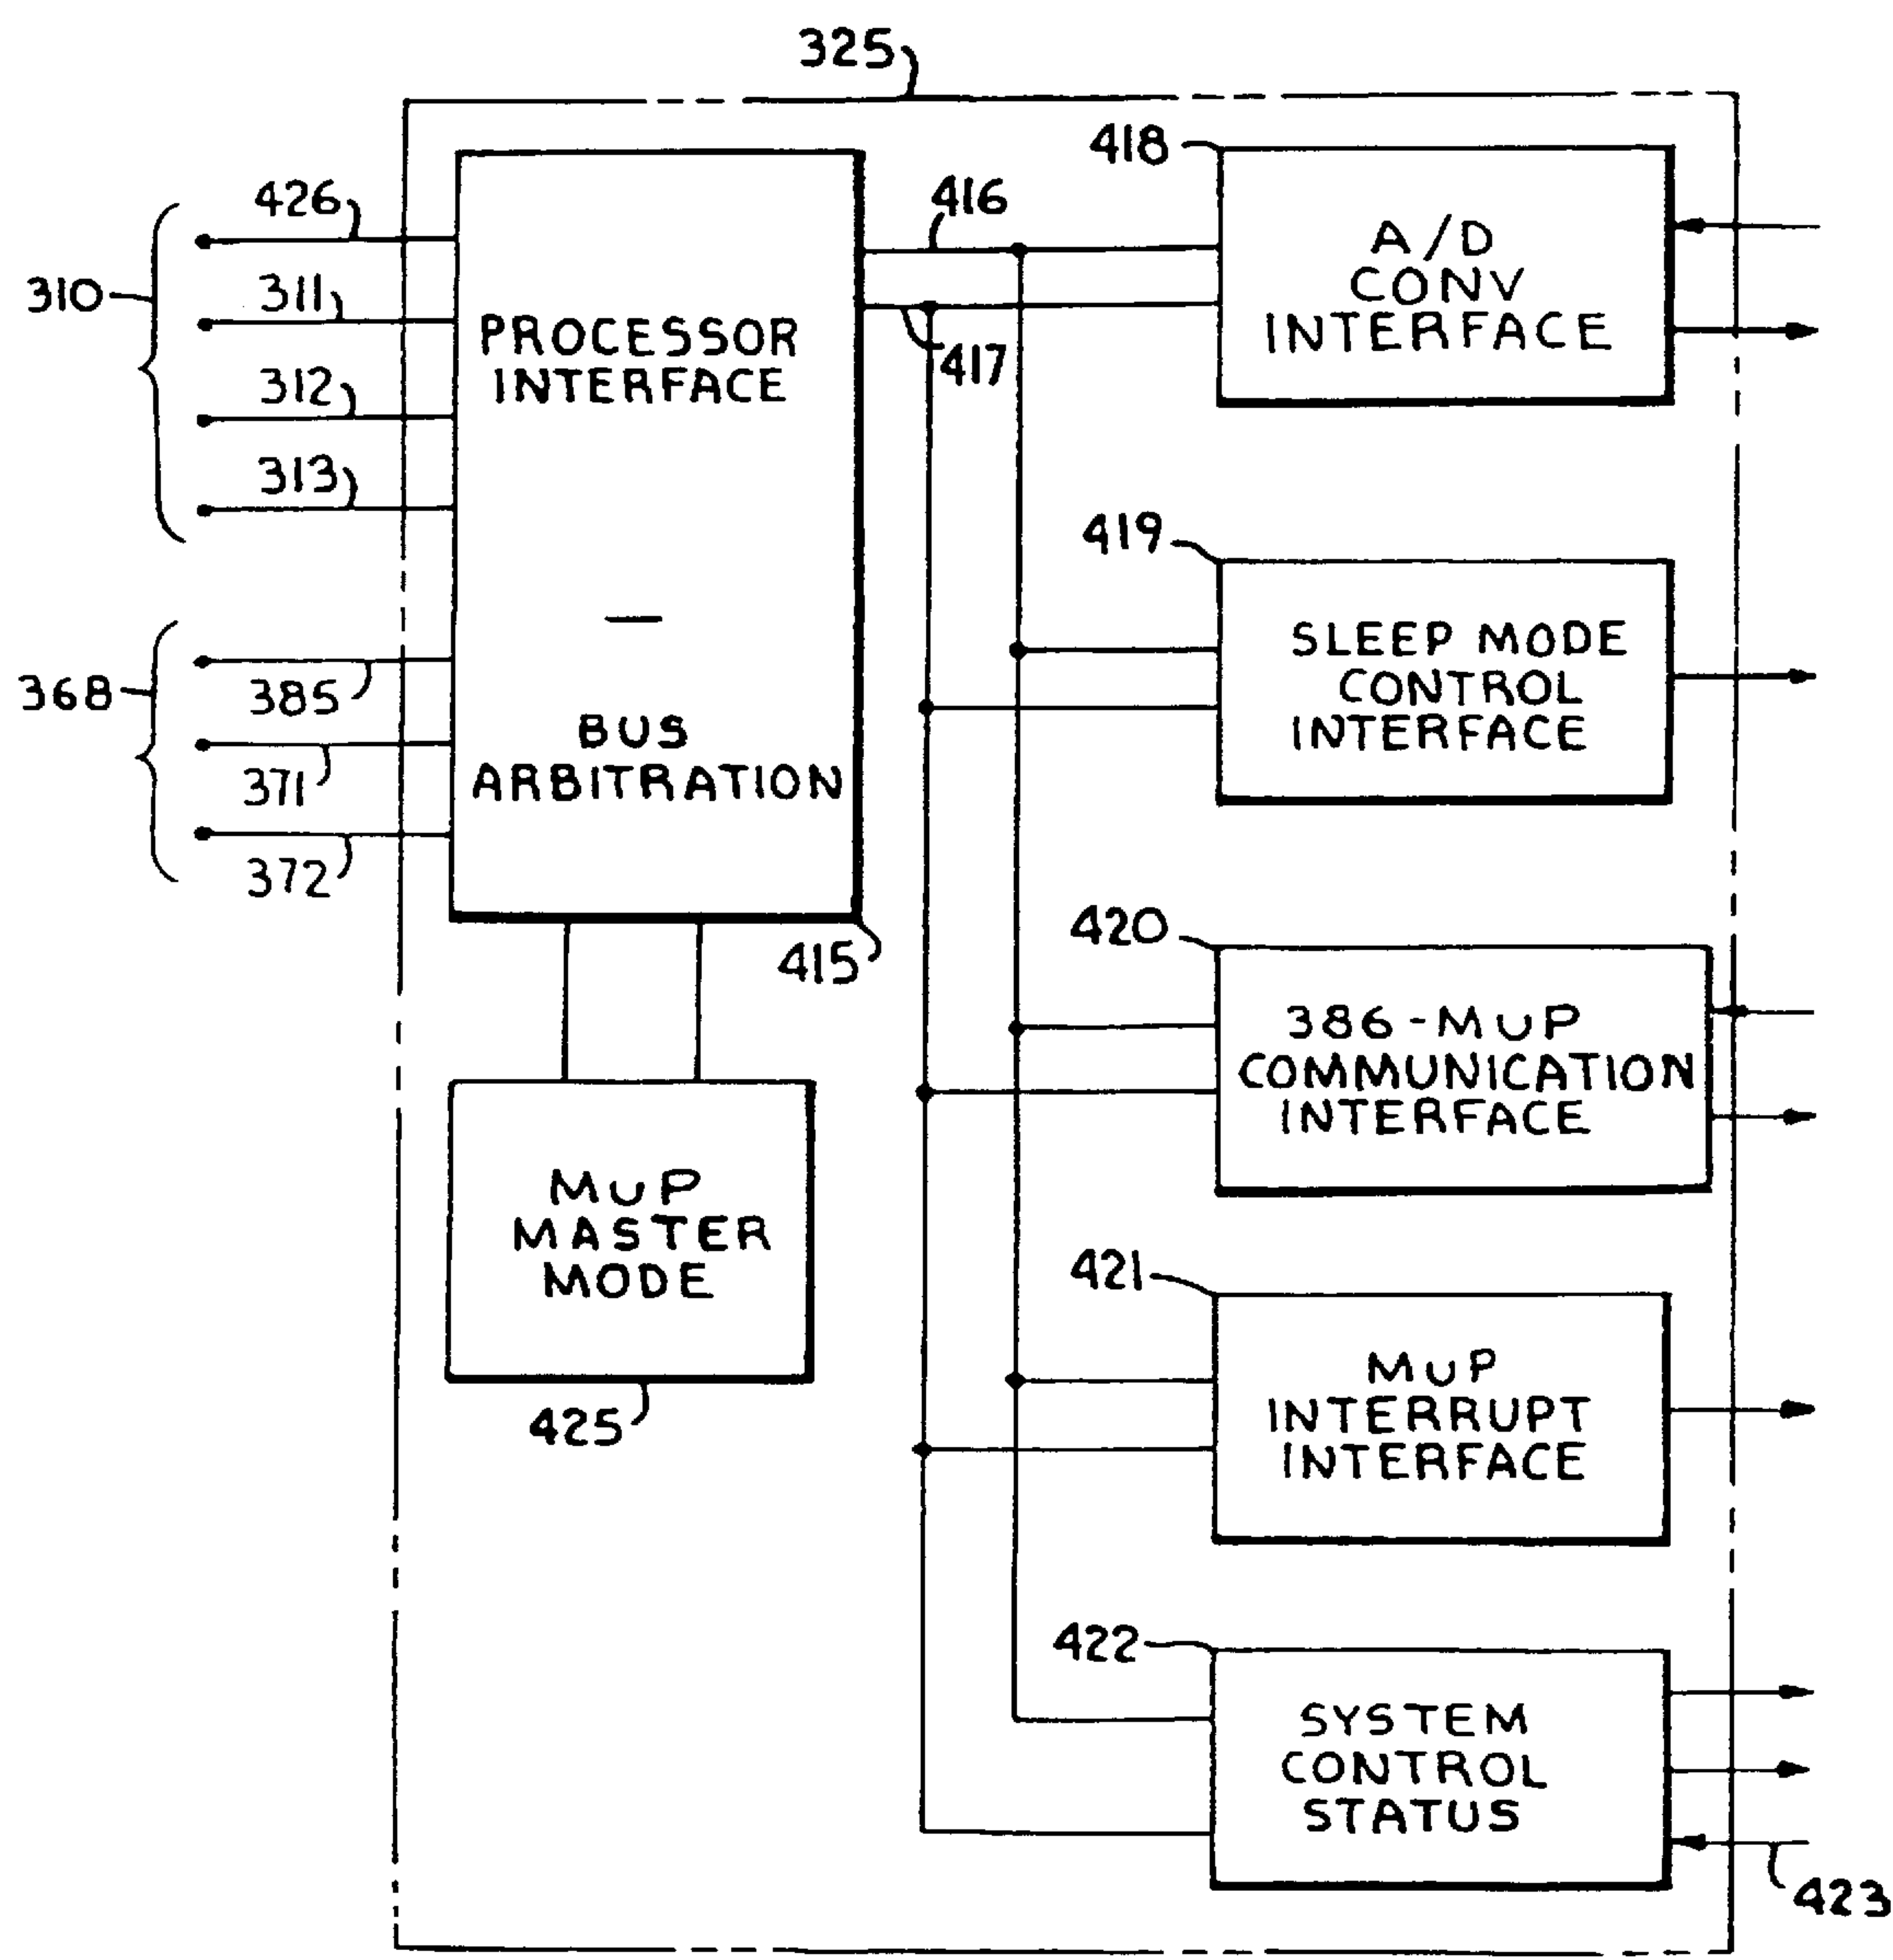 325
418
426
416
A/D
CONV
INTERFACE
310
311
PROCESSOR
INTERFACE
417
312
313
419
—
SLEEP MODE
CONTROL
INTERFACE
368
385
BUS
ARBITRATION
371
372
415
420
386-MUP
COMMUNICATION
INTERFACE
MUP
MASTER
MODE
425
421
MUP
INTERRUPT
INTERFACE
422
SYSTEM
CONTROL
STATUS
423